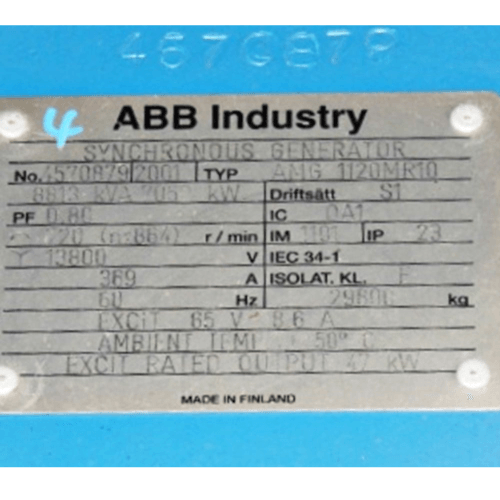 4570879
4
ABB Industry
SYNCHRONOUS GENERATOR
No. 4570879 2001 TYP AMG 1120MR10
8813 kVA 7050 kW Driftsätt S1
PF 0.80 IC 0A1
720 (n=864) r/min IM 1101 IP 23
Y 13800 V IEC 34-1
369 A ISOLAT. KL. F
60 Hz 29600 kg
EXCIT 65 V 8.6 A
AMBIENT TEMP 50° C
EXCIT RATED OUTPUT 47 kW
MADE IN FINLAND